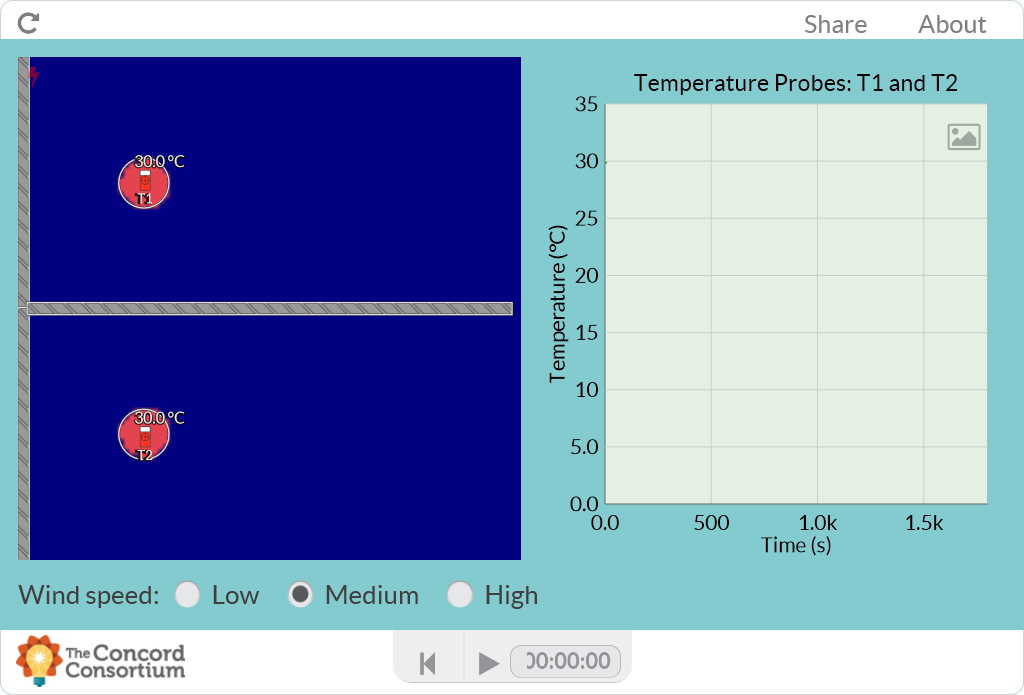 Share
About
30.0 °C
T1
30.0 °C
T2
Temperature Probes: T1 and T2
35
30
25
20
15
10
5.0
0.0
Temperature (°C)
0.0
500
1.0k
1.5k
Time (s)
Wind speed:
Low
Medium
High
The Concord
Consortium
00:00:00